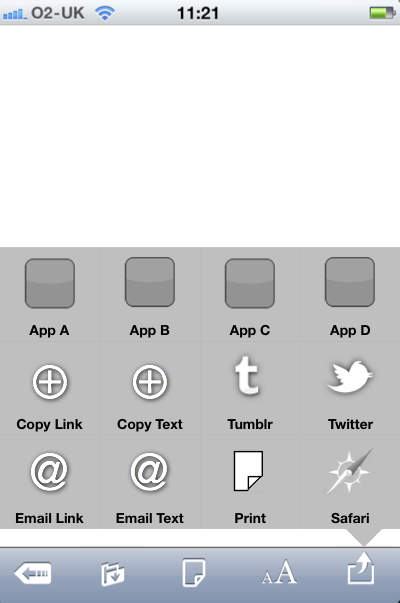 O2-UK 11:21
App A App B App C App D
Copy Link Copy Text Tumblr Twitter
Email Link Email Text Print Safari
AA